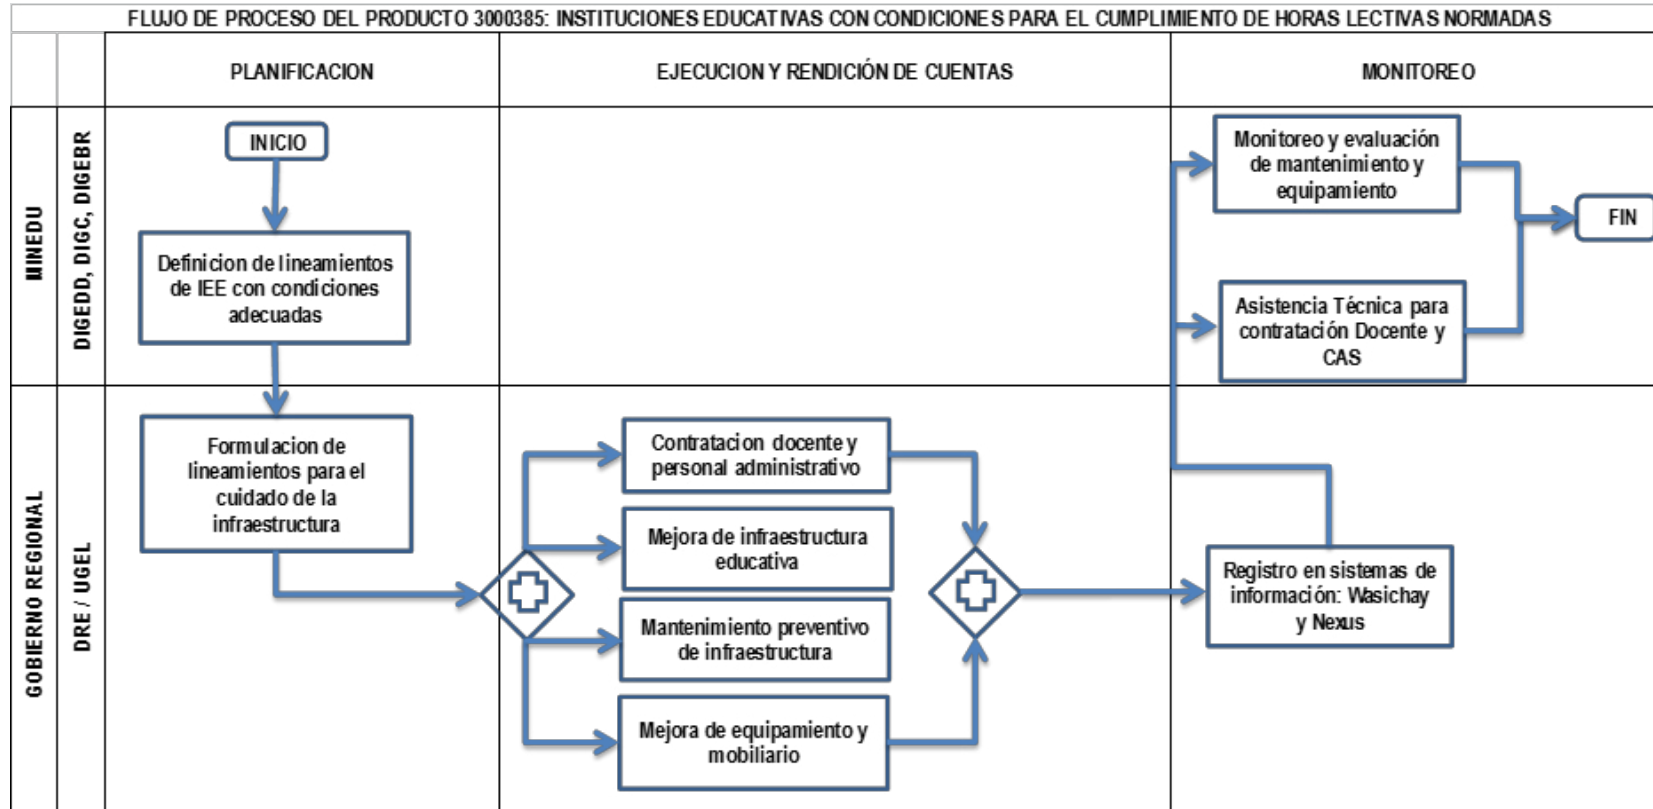 FLUJO DE PROCESO DEL PRODUCTO 3000385: INSTITUCIONES EDUCATIVAS CON CONDICIONES PARA EL CUMPLIMIENTO DE HORAS LECTIVAS NORMADAS
PLANIFICACION
EJECUCION Y RENDICIÓN DE CUENTAS
MONITOREO
MINEDU
DIGEDD, DIGC, DIGEBR
INICIO
Definicion de lineamientos
de IEE con condiciones
adecuadas
Monitoreo y evaluación
de mantenimiento y
equipamiento
FIN
Asistencia Técnica para
contratación Docente y
CAS
GOBIERNO REGIONAL
DRE / UGEL
Formulacion de
lineamientos para el
cuidado de la
infraestructura
Contratacion docente y
personal administrativo
Mejora de infraestructura
educativa
Mantenimiento preventivo
de infraestructura
Mejora de equipamiento y
mobiliario
Registro en sistemas de
información: Wasichay
y Nexus